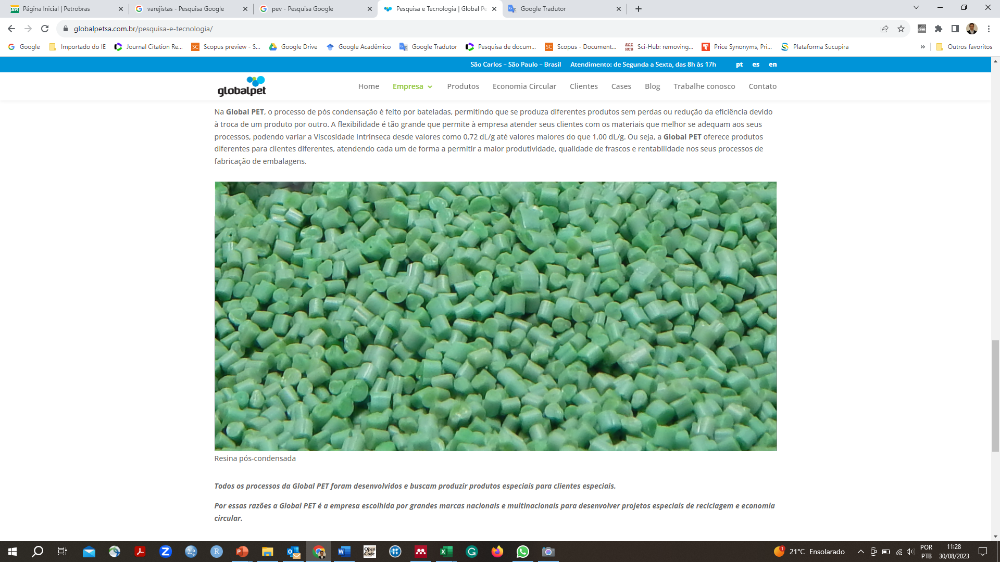 Página Inicial | Petrobras
varejistas - Pesquisa Google
pev - Pesquisa Google
Pesquisa e Tecnologia | Global Pe
Google Tradutor
globalpetsa.com.br/pesquisa-e-tecnologia/
Google
Importado do IE
Journal Citation Re...
Scopus preview - S...
Google Drive
Google Acadêmico
Google Tradutor
Pesquisa de docum...
Scopus - Document...
Sci-Hub: removing...
Price Synonyms, Pri...
Plataforma Sucupira
»
Outros favoritos
São Carlos – São Paulo – Brasil
Atendimento: de Segunda a Sexta, das 8h às 17h
pt es en
globalpet
Home Empresa Produtos Economia Circular Clientes Cases Blog Trabalhe conosco Contato
Na Global PET, o processo de pós condensação é feito por bateladas, permitindo que se produza diferentes produtos sem perdas ou redução da eficiência devido
à troca de um produto por outro. A flexibilidade é tão grande que permite à empresa atender seus clientes com os materiais que melhor se adequam aos seus
processos, podendo variar a Viscosidade Intrínseca desde valores como 0,72 dL/g até valores maiores do que 1,00 dL/g. Ou seja, a Global PET oferece produtos
diferentes para clientes diferentes, atendendo cada um de forma a permitir a maior produtividade, qualidade de frascos e rentabilidade nos seus processos de
fabricação de embalagens.
Resina pós-condensada
Todos os processos da Global PET foram desenvolvidos e buscam produzir produtos especiais para clientes especiais.
Por essas razões a Global PET é a empresa escolhida por grandes marcas nacionais e multinacionais para desenvolver projetos especiais de reciclagem e economia
circular.
Open
Code
21°C Ensolarado
POR
PTB
11:28
30/08/2023